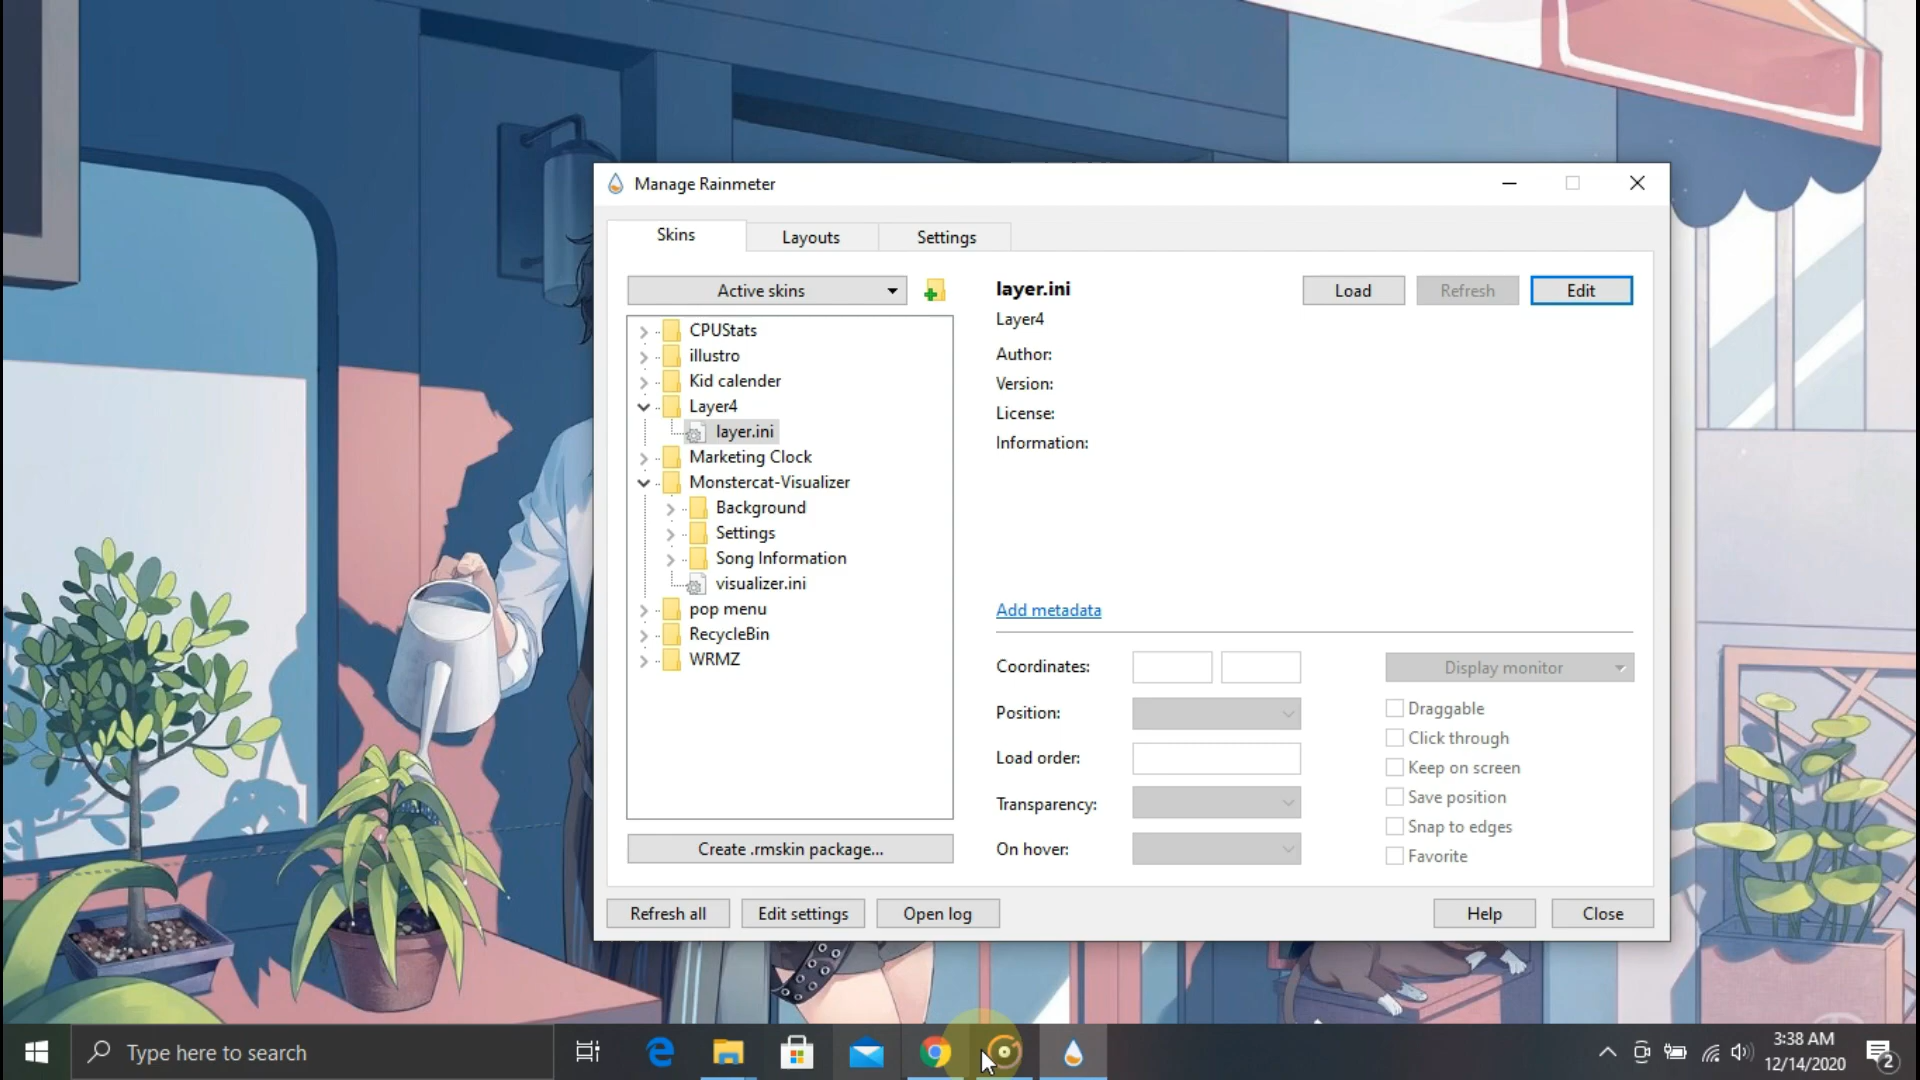 Manage Rainmeter
Skins
Layouts
Settings
Active skins
CPUStats
illustro
Kid calender
Layer4
layer.ini
Marketing Clock
Monstercat-Visualizer
Background
Settings
Song Information
visualizer.ini
pop menu
RecycleBin
WRMZ
Create .rmskin package...
layer.ini
Load
Refresh
Edit
Layer4
Author:
Version:
License:
Information:
Add metadata
Coordinates:
Display monitor
Position:
Draggable
Click through
Load order:
Keep on screen
Transparency:
Save position
Snap to edges
On hover:
Favorite
Refresh all
Edit settings
Open log
Help
Close
Type here to search
3:38 AM
12/14/2020
2